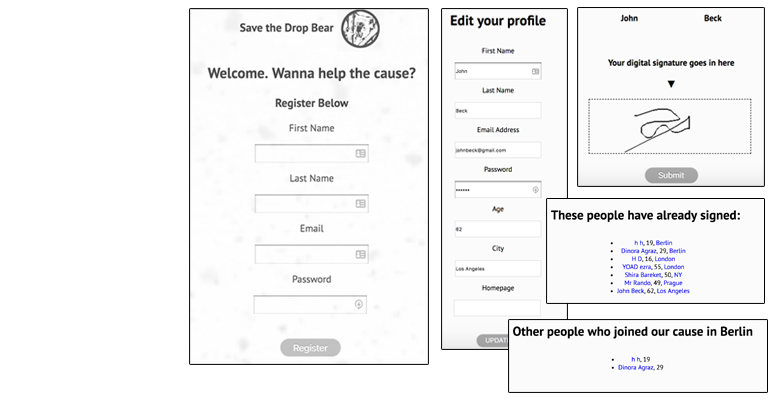 Save the Drop Bear
Welcome. Wanna help the cause?
Register Below
First Name
Last Name
Email
Password
Register
Edit your profile
First Name
John
Last Name
Beck
Email Address
johnbeck@gmail.com
Password
••••••
Age
62
City
Los Angeles
Homepage
UPDAT
John Beck
Your digital signature goes in here
▼
Submit
These people have already signed:
• h h, 19, Berlin
• Dinora Agraz, 29, Berlin
• H D, 16, London
• YOAD ezra, 55, London
• Shira Bareket, 50, NY
• Mr Rando, 49, Prague
• John Beck, 62, Los Angeles
Other people who joined our cause in Berlin
• h h, 19
• Dinora Agraz, 29